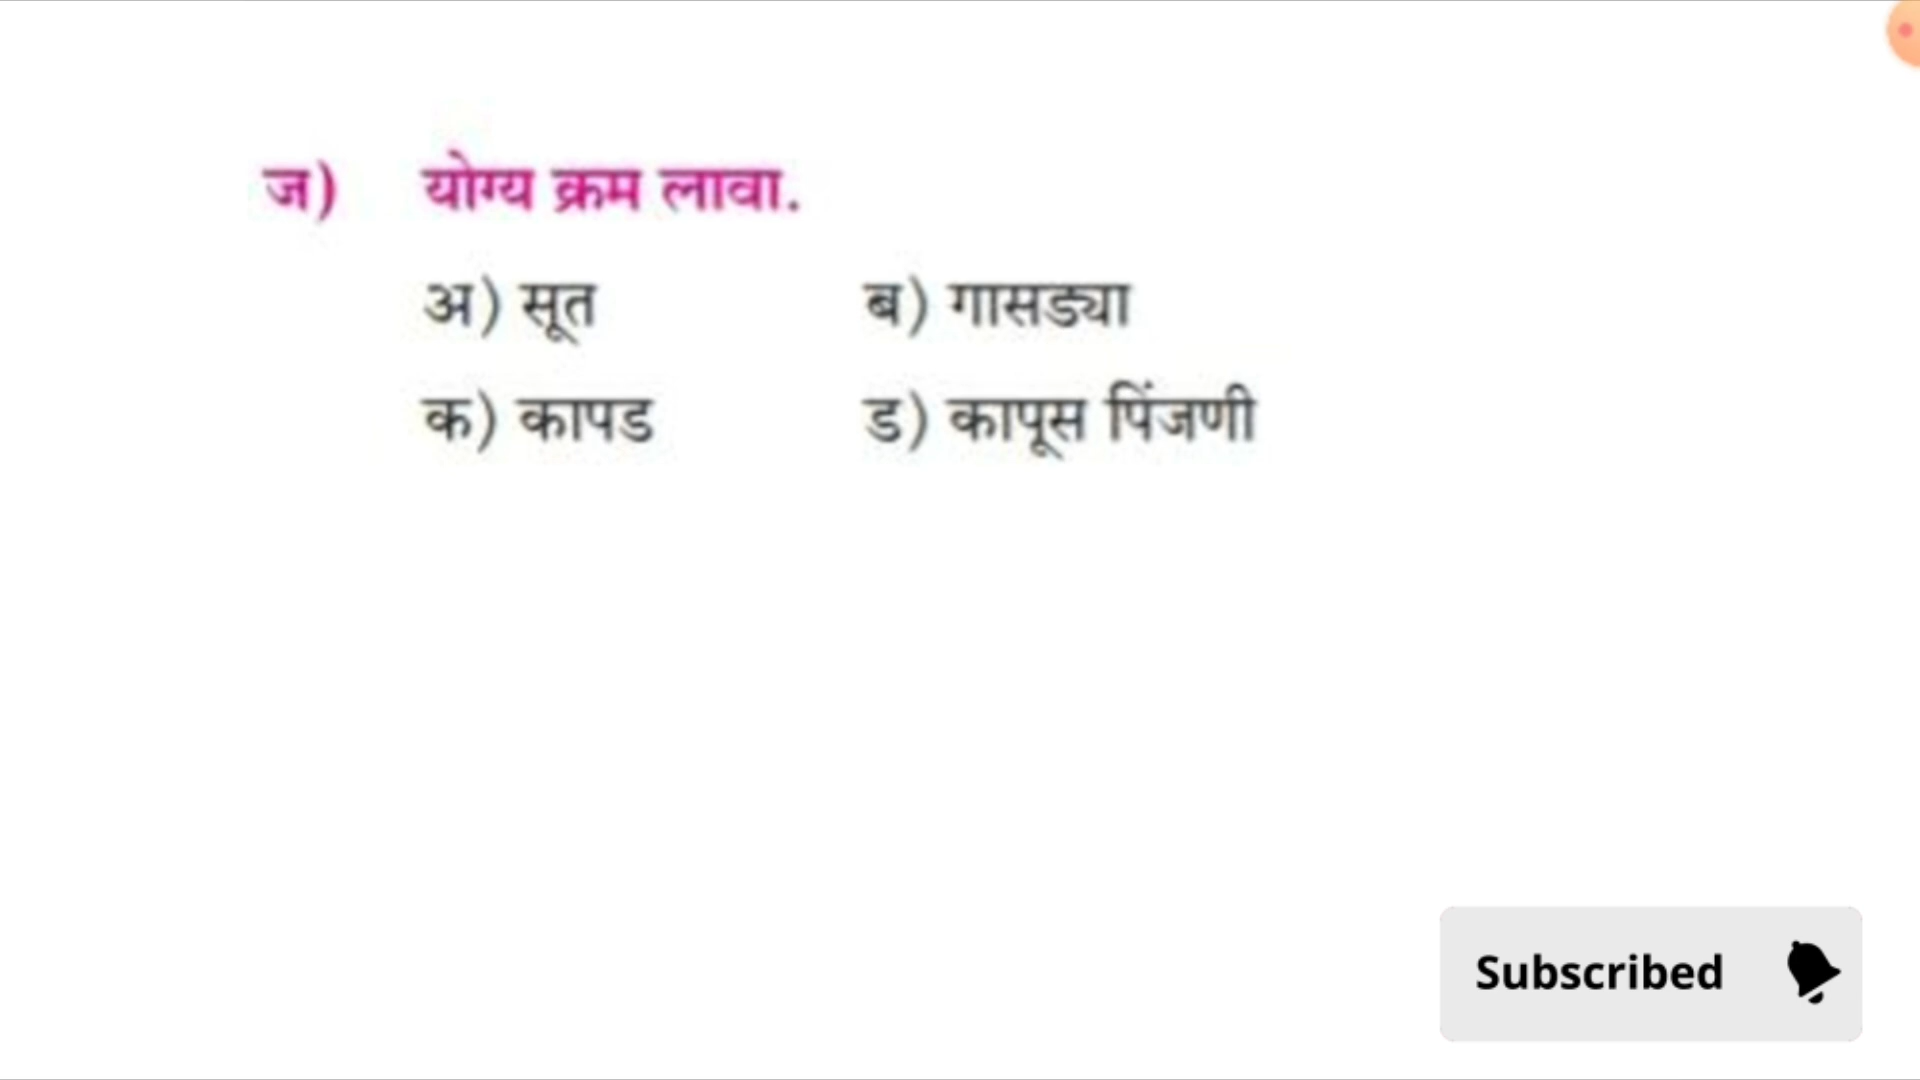 ज) योग्य क्रम लावा.
अ) सूत ब) गासड्या
क) कापड ड) कापूस पिंजणी
Subscribed